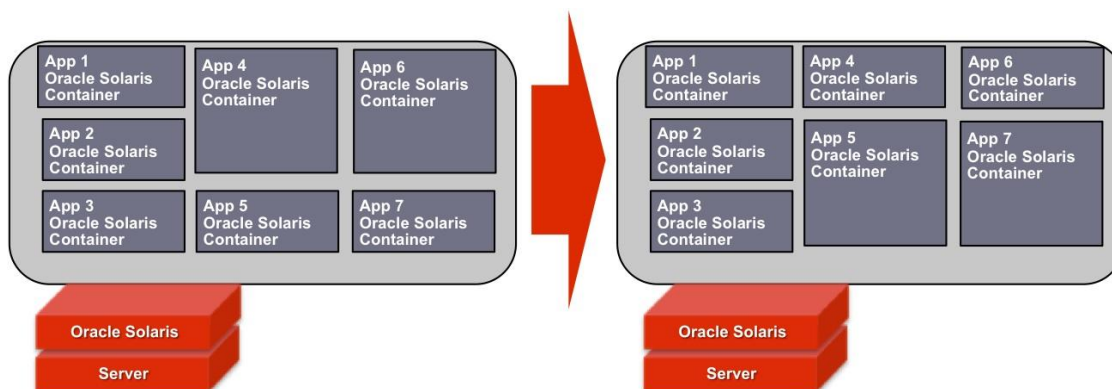 App 1
Oracle Solaris
Container
App 4
Oracle Solaris
Container
App 6
Oracle Solaris
Container
App 2
Oracle Solaris
Container
App 3
Oracle Solaris
Container
App 5
Oracle Solaris
Container
App 7
Oracle Solaris
Container
Oracle Solaris
Server
App 1
Oracle Solaris
Container
App 4
Oracle Solaris
Container
App 6
Oracle Solaris
Container
App 2
Oracle Solaris
Container
App 5
Oracle Solaris
Container
App 7
Oracle Solaris
Container
App 3
Oracle Solaris
Container
Oracle Solaris
Server